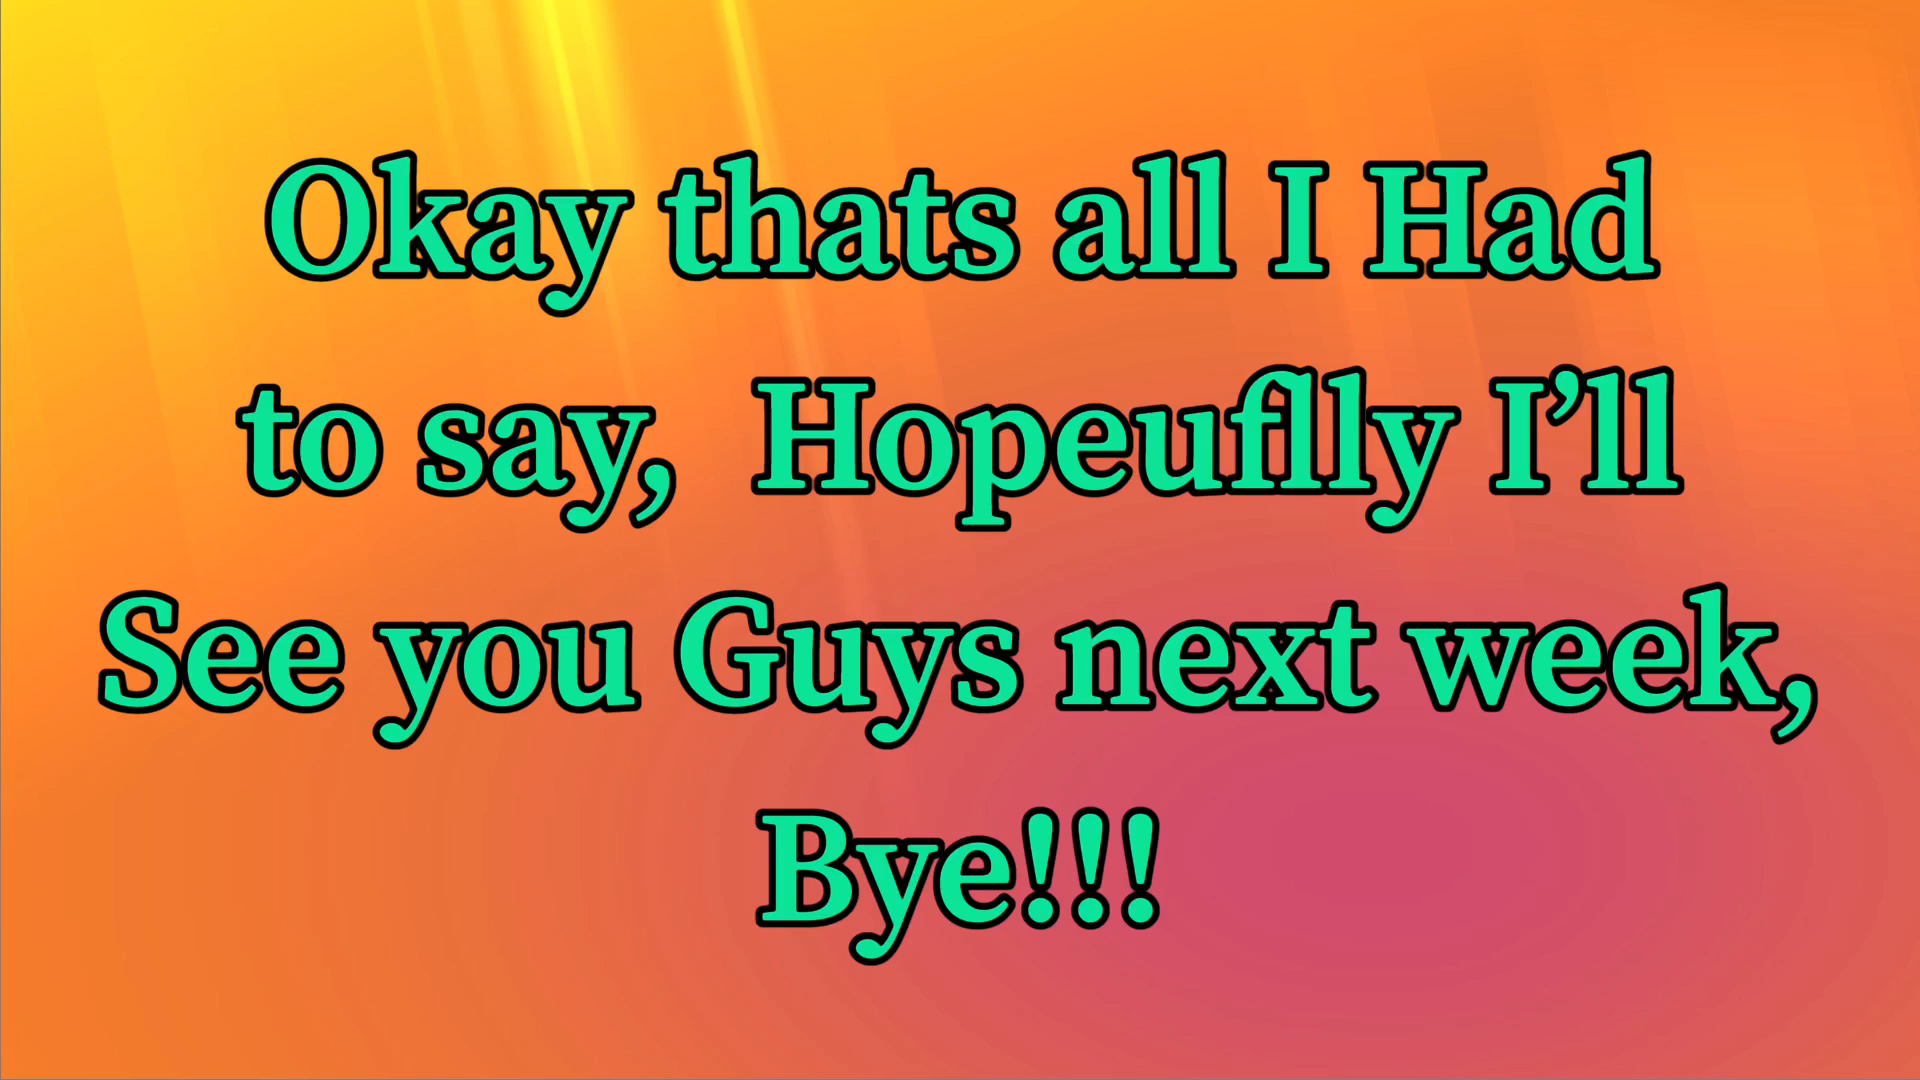 Okay thats all I Had
to say,  Hopeuflly I’ll
See you Guys next week,
Bye!!!